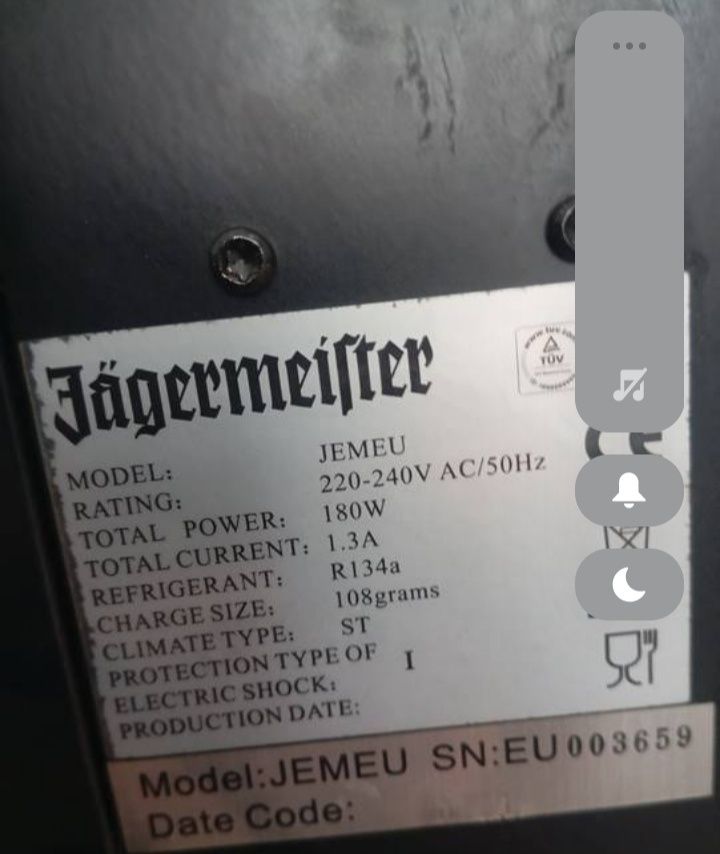 Jägermeiſter
TÜV
CE
MODEL: JEMEU
RATING: 220-240V AC/50Hz
TOTAL POWER: 180W
TOTAL CURRENT: 1.3A
REFRIGERANT: R134a
CHARGE SIZE: 108grams
CLIMATE TYPE: ST
PROTECTION TYPE OF
ELECTRIC SHOCK: I
PRODUCTION DATE:
Model:JEMEU SN:EU003659
Date Code: